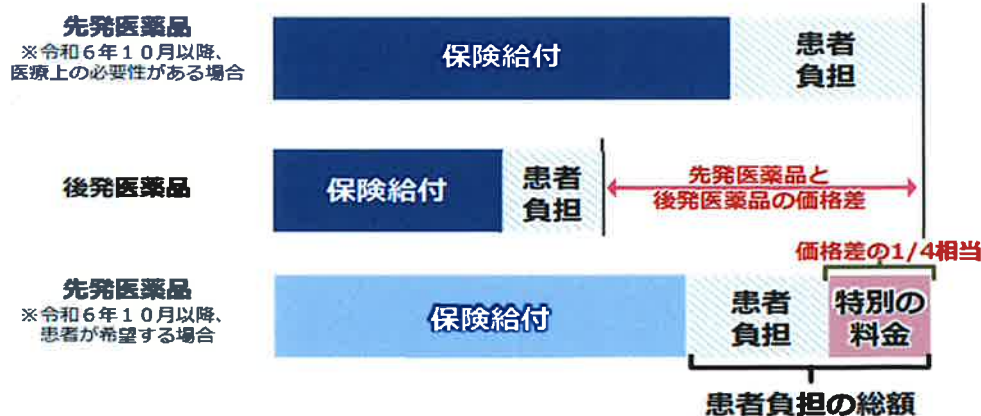 先発医薬品
※令和6年10月以降、
医療上の必要性がある場合
保険給付
患者
負担
後発医薬品
保険給付
患者
負担
先発医薬品と
後発医薬品の価格差
価格差の1/4相当
先発医薬品
※令和6年10月以降、
患者が希望する場合
保険給付
患者
負担
特別の
料金
患者負担の総額